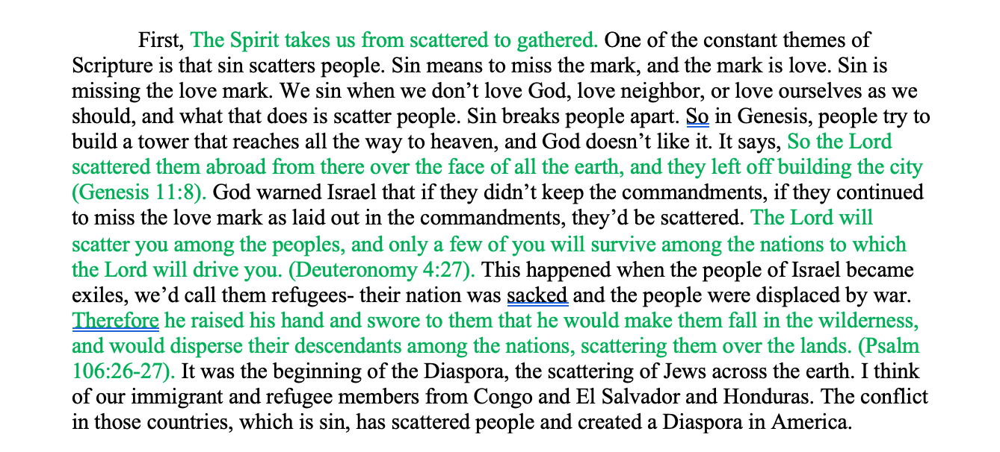 First, The Spirit takes us from scattered to gathered. One of the constant themes of
Scripture is that sin scatters people. Sin means to miss the mark, and the mark is love. Sin is
missing the love mark. We sin when we don’t love God, love neighbor, or love ourselves as we
should, and what that does is scatter people. Sin breaks people apart. So in Genesis, people try to
build a tower that reaches all the way to heaven, and God doesn’t like it. It says, So the Lord
scattered them abroad from there over the face of all the earth, and they left off building the city
(Genesis 11:8). God warned Israel that if they didn’t keep the commandments, if they continued
to miss the love mark as laid out in the commandments, they’d be scattered. The Lord will
scatter you among the peoples, and only a few of you will survive among the nations to which
the Lord will drive you. (Deuteronomy 4:27). This happened when the people of Israel became
exiles, we’d call them refugees- their nation was sacked and the people were displaced by war.
Therefore he raised his hand and swore to them that he would make them fall in the wilderness,
and would disperse their descendants among the nations, scattering them over the lands. (Psalm
106:26-27). It was the beginning of the Diaspora, the scattering of Jews across the earth. I think
of our immigrant and refugee members from Congo and El Salvador and Honduras. The conflict
in those countries, which is sin, has scattered people and created a Diaspora in America.